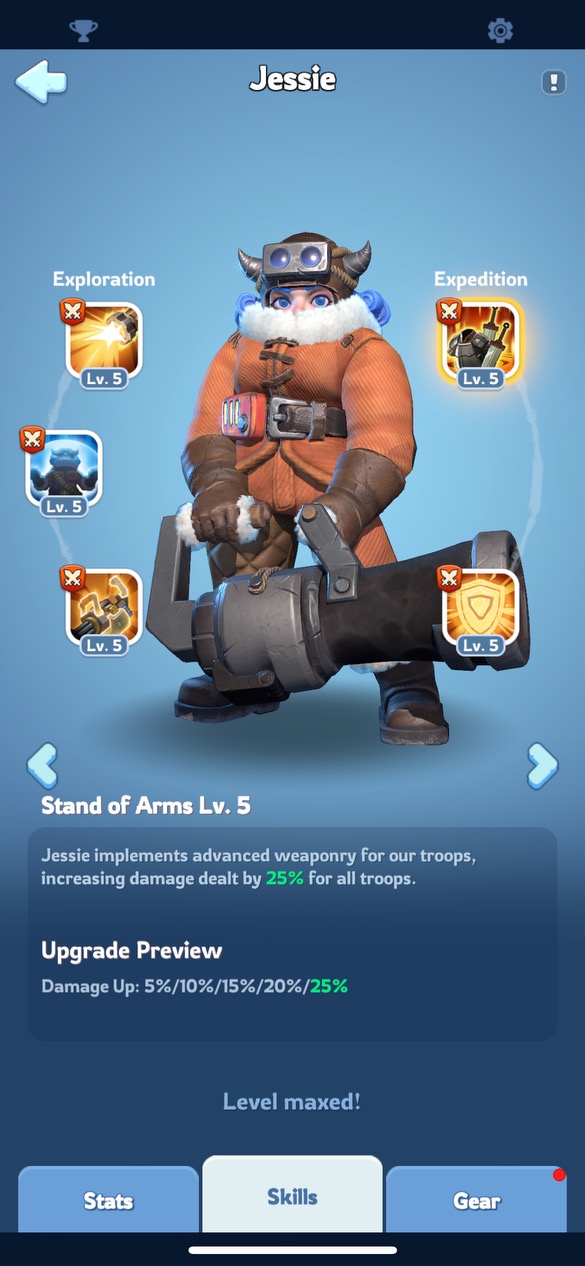 Jessie
Exploration
Expedition
Lv. 5
Lv. 5
Lv. 5
Lv. 5
Lv. 5
Stand of Arms Lv. 5
Jessie implements advanced weaponry for our troops,
increasing damage dealt by 25% for all troops.
Upgrade Preview
Damage Up: 5%/10%/15%/20%/25%
Level maxed!
Stats
Skills
Gear